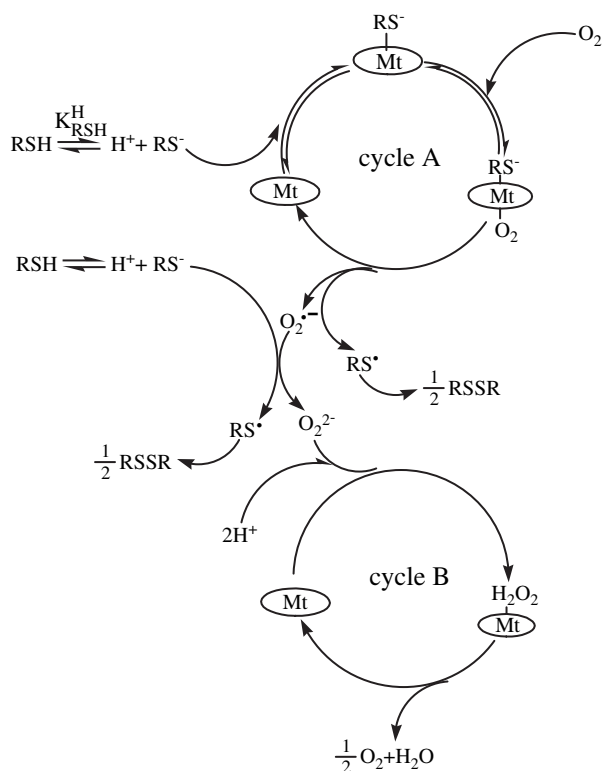 RS⁻
Mt
O₂
K^H_RSH
RSH ⇌ H⁺ + RS⁻
cycle A
RS⁻
Mt
O₂
Mt
RSH ⇌ H⁺ + RS⁻
O₂•⁻
RS•
1/2 RSSR
RS•
O₂²⁻
1/2 RSSR
2H⁺
cycle B
H₂O₂
Mt
Mt
1/2 O₂+H₂O